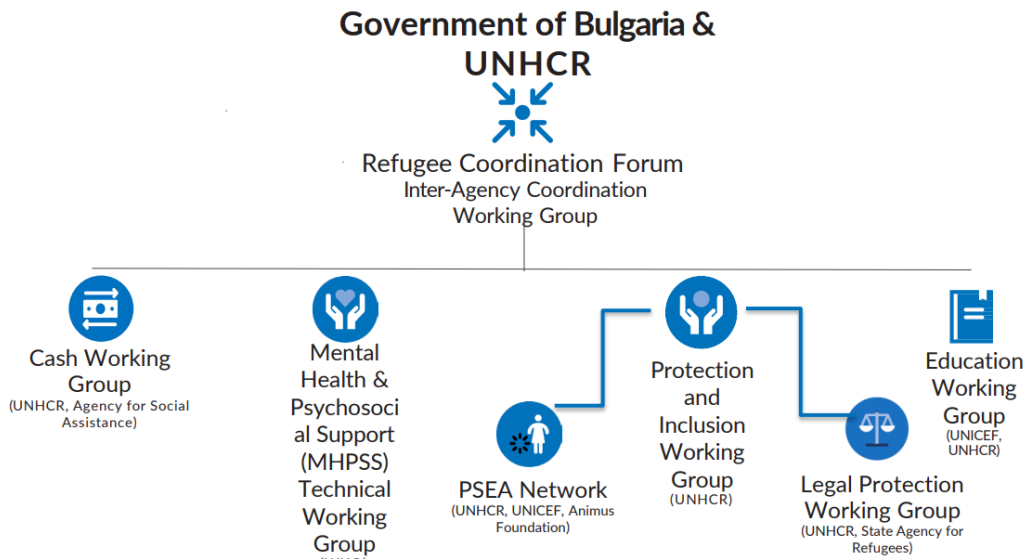 Government of Bulgaria &
UNHCR
Refugee Coordination Forum
Inter-Agency Coordination
Working Group
Cash Working
Group
(UNHCR, Agency for Social
Assistance)
Mental
Health &
Psychosoci
al Support
(MHPSS)
Technical
Working
Group
PSEA Network
(UNHCR, UNICEF, Animus
Foundation)
Protection
and
Inclusion
Working
Group
(UNHCR)
Legal Protection
Working Group
(UNHCR, State Agency for
Refugees)
Education
Working
Group
(UNICEF,
UNHCR)